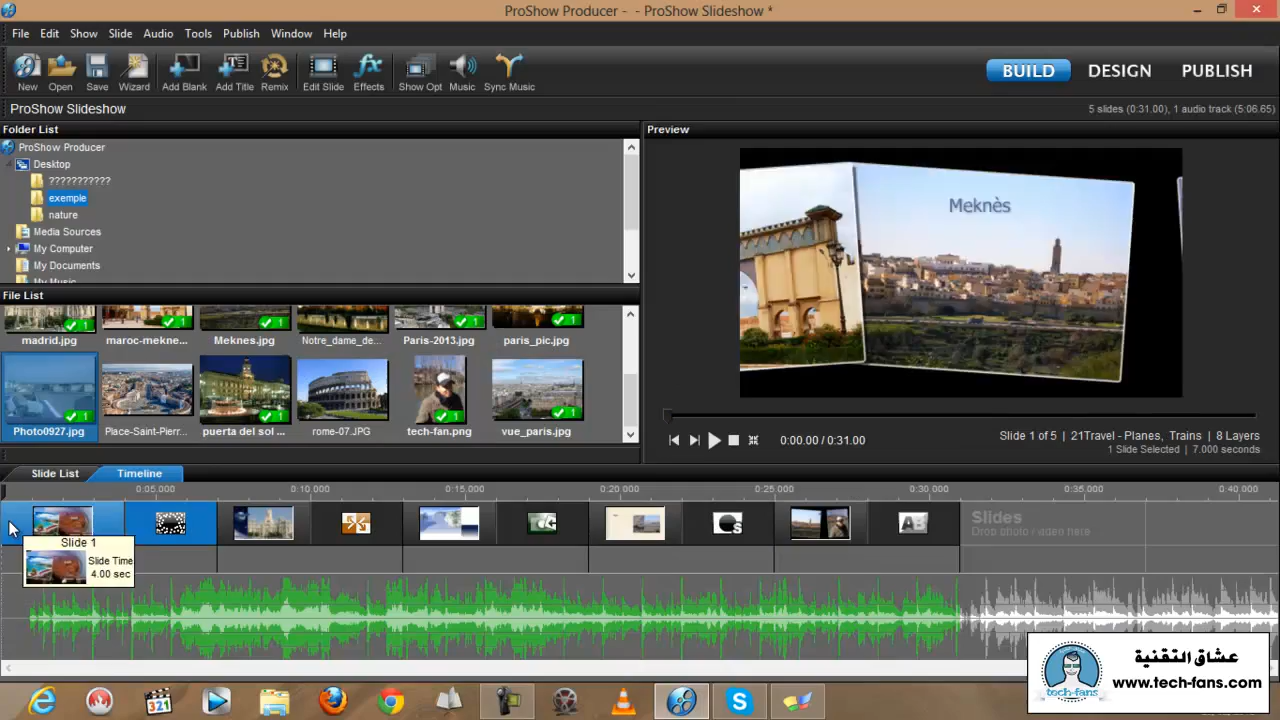 ProShow Producer - - ProShow Slideshow *
File Edit Show Slide Audio Tools Publish Window Help
New Open Save Wizard Add Blank Add Title Remix Edit Slide Effects Show Opt Music Sync Music
BUILD DESIGN PUBLISH
ProShow Slideshow
5 slides (0:31.00), 1 audio track (5:06.65)
Folder List
ProShow Producer
Desktop
???????????
exemple
nature
Media Sources
My Computer
My Documents
My Music
File List
madrid.jpg maroc-mekne... Meknes.jpg Notre_dame_de... Paris-2013.jpg paris_pic.jpg
Photo0927.jpg Place-Saint-Pierr... puerta del sol ... rome-07.JPG tech-fan.png vue_paris.jpg
Preview
Meknès
0:00.00 / 0:31.00
Slide 1 of 5 | 21Travel - Planes, Trains | 8 Layers
1 Slide Selected | 7.000 seconds
Slide List Timeline
0:05.000 0:10.000 0:15.000 0:20.000 0:25.000 0:30.000 0:35.000 0:40.000
AB
Slides
Drop photo / video here
Slide 1
Slide Time
4.00 sec
عشاق التقنية
www.tech-fans.com
tech-fans
321